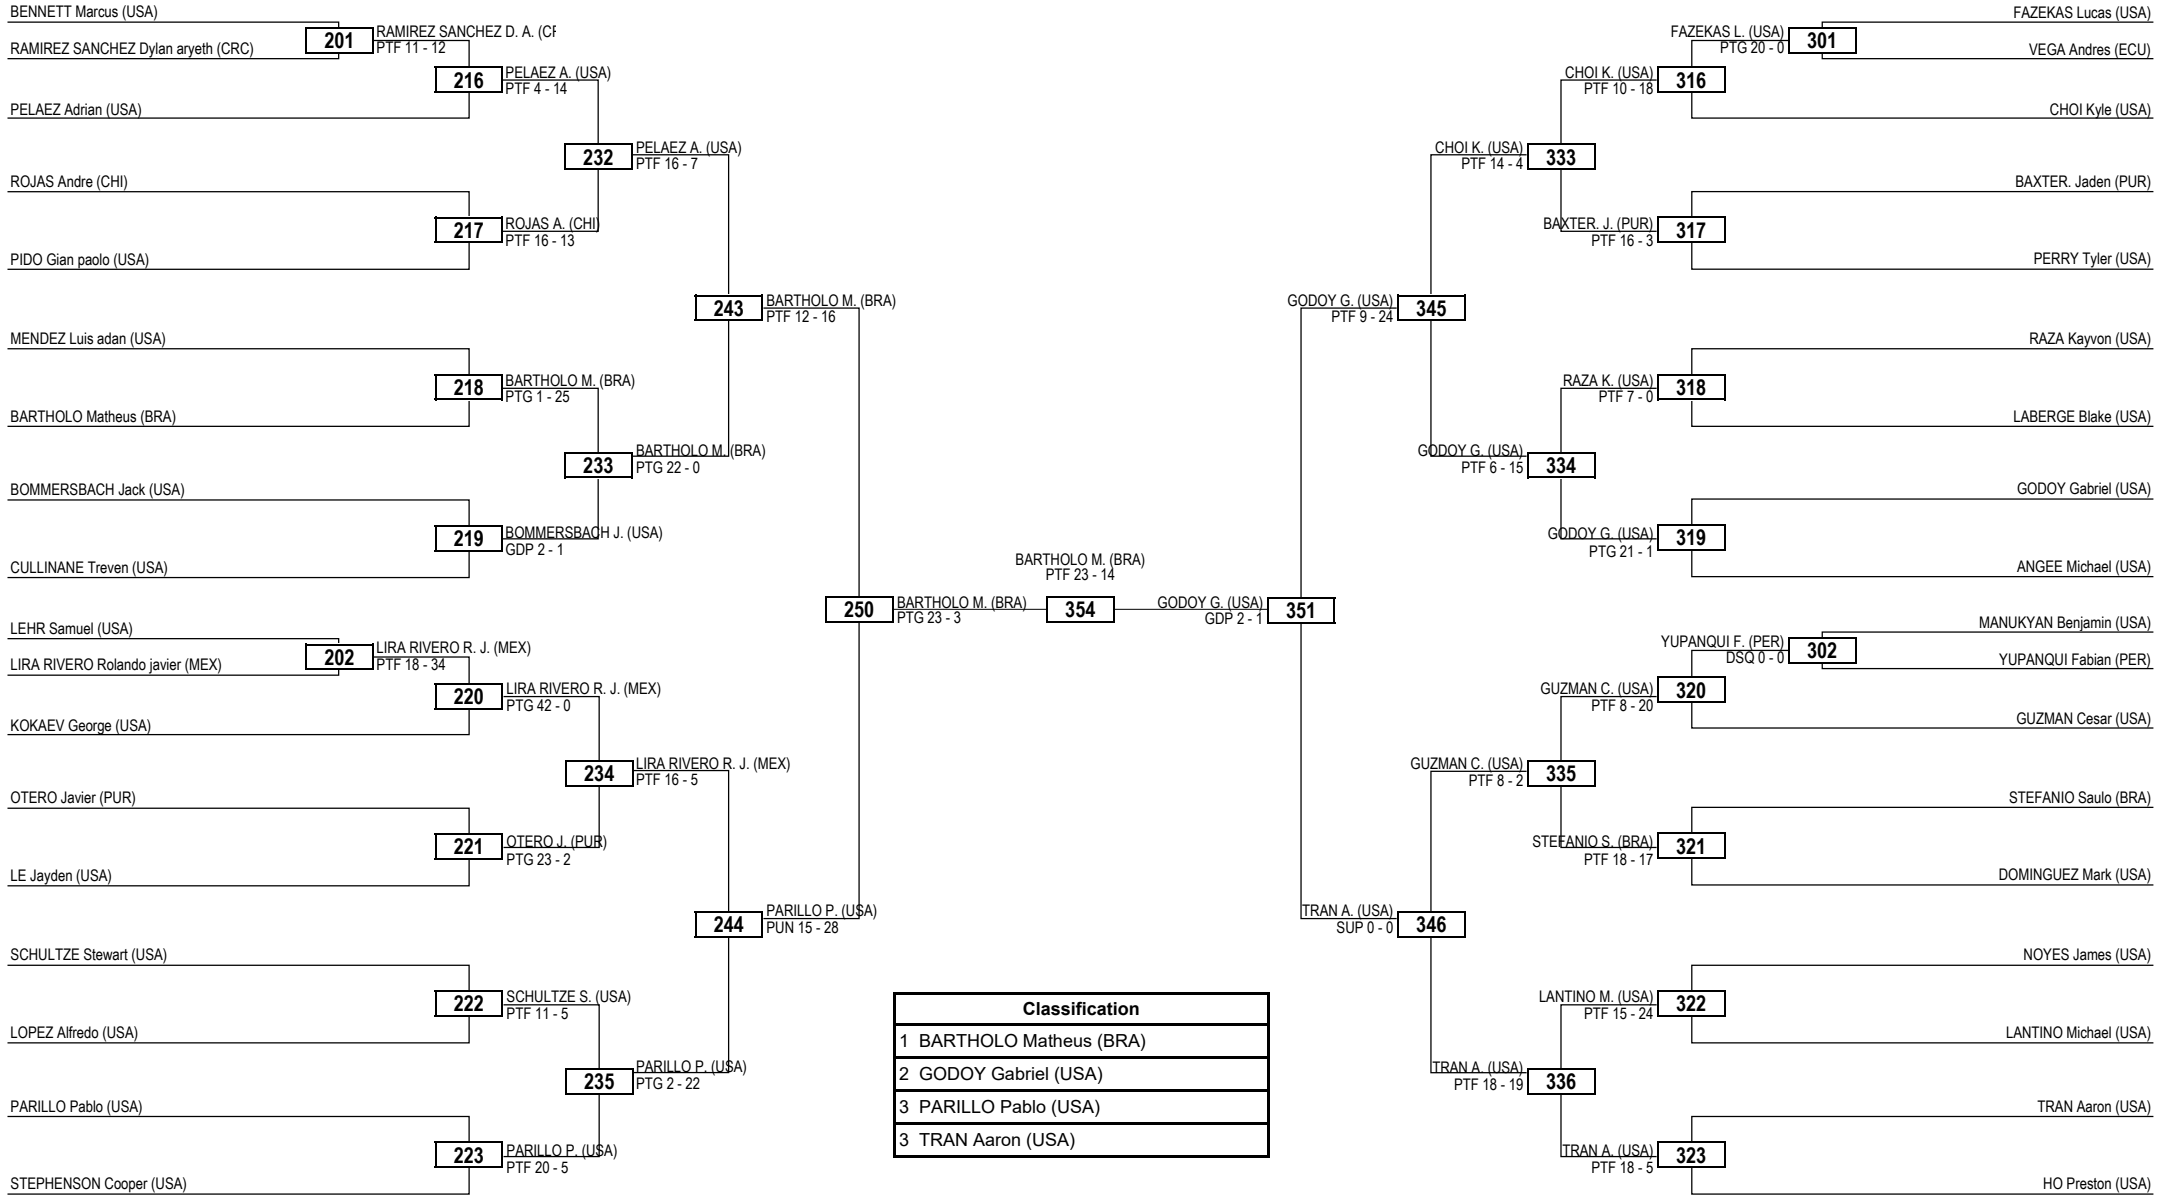 BENNETT Marcus (USA)
RAMIREZ SANCHEZ Dylan aryeth (CRC)
201
RAMIREZ SANCHEZ D. A. (CF
PTF 11 - 12
PELAEZ Adrian (USA)
216
PELAEZ A. (USA)
PTF 4 - 14
ROJAS Andre (CHI)
PIDO Gian paolo (USA)
217
ROJAS A. (CHI)
PTF 16 - 13
232
PELAEZ A. (USA)
PTF 16 - 7
MENDEZ Luis adan (USA)
BARTHOLO Matheus (BRA)
218
BARTHOLO M. (BRA)
PTG 1 - 25
BOMMERSBACH Jack (USA)
CULLINANE Treven (USA)
219
BOMMERSBACH J. (USA)
GDP 2 - 1
233
BARTHOLO M. (BRA)
PTG 22 - 0
243
BARTHOLO M. (BRA)
PTF 12 - 16
LEHR Samuel (USA)
LIRA RIVERO Rolando javier (MEX)
202
LIRA RIVERO R. J. (MEX)
PTF 18 - 34
KOKAEV George (USA)
220
LIRA RIVERO R. J. (MEX)
PTG 42 - 0
OTERO Javier (PUR)
LE Jayden (USA)
221
OTERO J. (PUR)
PTG 23 - 2
234
LIRA RIVERO R. J. (MEX)
PTF 16 - 5
SCHULTZE Stewart (USA)
LOPEZ Alfredo (USA)
222
SCHULTZE S. (USA)
PTF 11 - 5
PARILLO Pablo (USA)
STEPHENSON Cooper (USA)
223
PARILLO P. (USA)
PTF 20 - 5
235
PARILLO P. (USA)
PTG 2 - 22
244
PARILLO P. (USA)
PUN 15 - 28
250
BARTHOLO M. (BRA)
PTG 23 - 3
BARTHOLO M. (BRA)
PTF 23 - 14
354
GODOY G. (USA)
GDP 2 - 1
351
FAZEKAS Lucas (USA)
VEGA Andres (ECU)
301
FAZEKAS L. (USA)
PTG 20 - 0
CHOI Kyle (USA)
316
CHOI K. (USA)
PTF 10 - 18
BAXTER. Jaden (PUR)
PERRY Tyler (USA)
317
BAXTER. J. (PUR)
PTF 16 - 3
333
CHOI K. (USA)
PTF 14 - 4
RAZA Kayvon (USA)
LABERGE Blake (USA)
318
RAZA K. (USA)
PTF 7 - 0
GODOY Gabriel (USA)
ANGEE Michael (USA)
319
GODOY G. (USA)
PTG 21 - 1
334
GODOY G. (USA)
PTF 6 - 15
345
GODOY G. (USA)
PTF 9 - 24
MANUKYAN Benjamin (USA)
YUPANQUI Fabian (PER)
302
YUPANQUI F. (PER)
DSQ 0 - 0
GUZMAN Cesar (USA)
320
GUZMAN C. (USA)
PTF 8 - 20
STEFANIO Saulo (BRA)
DOMINGUEZ Mark (USA)
321
STEFANIO S. (BRA)
PTF 18 - 17
335
GUZMAN C. (USA)
PTF 8 - 2
NOYES James (USA)
LANTINO Michael (USA)
322
LANTINO M. (USA)
PTF 15 - 24
TRAN Aaron (USA)
HO Preston (USA)
323
TRAN A. (USA)
PTF 18 - 5
336
TRAN A. (USA)
PTF 18 - 19
346
TRAN A. (USA)
SUP 0 - 0
Classification
1 BARTHOLO Matheus (BRA)
2 GODOY Gabriel (USA)
3 PARILLO Pablo (USA)
3 TRAN Aaron (USA)